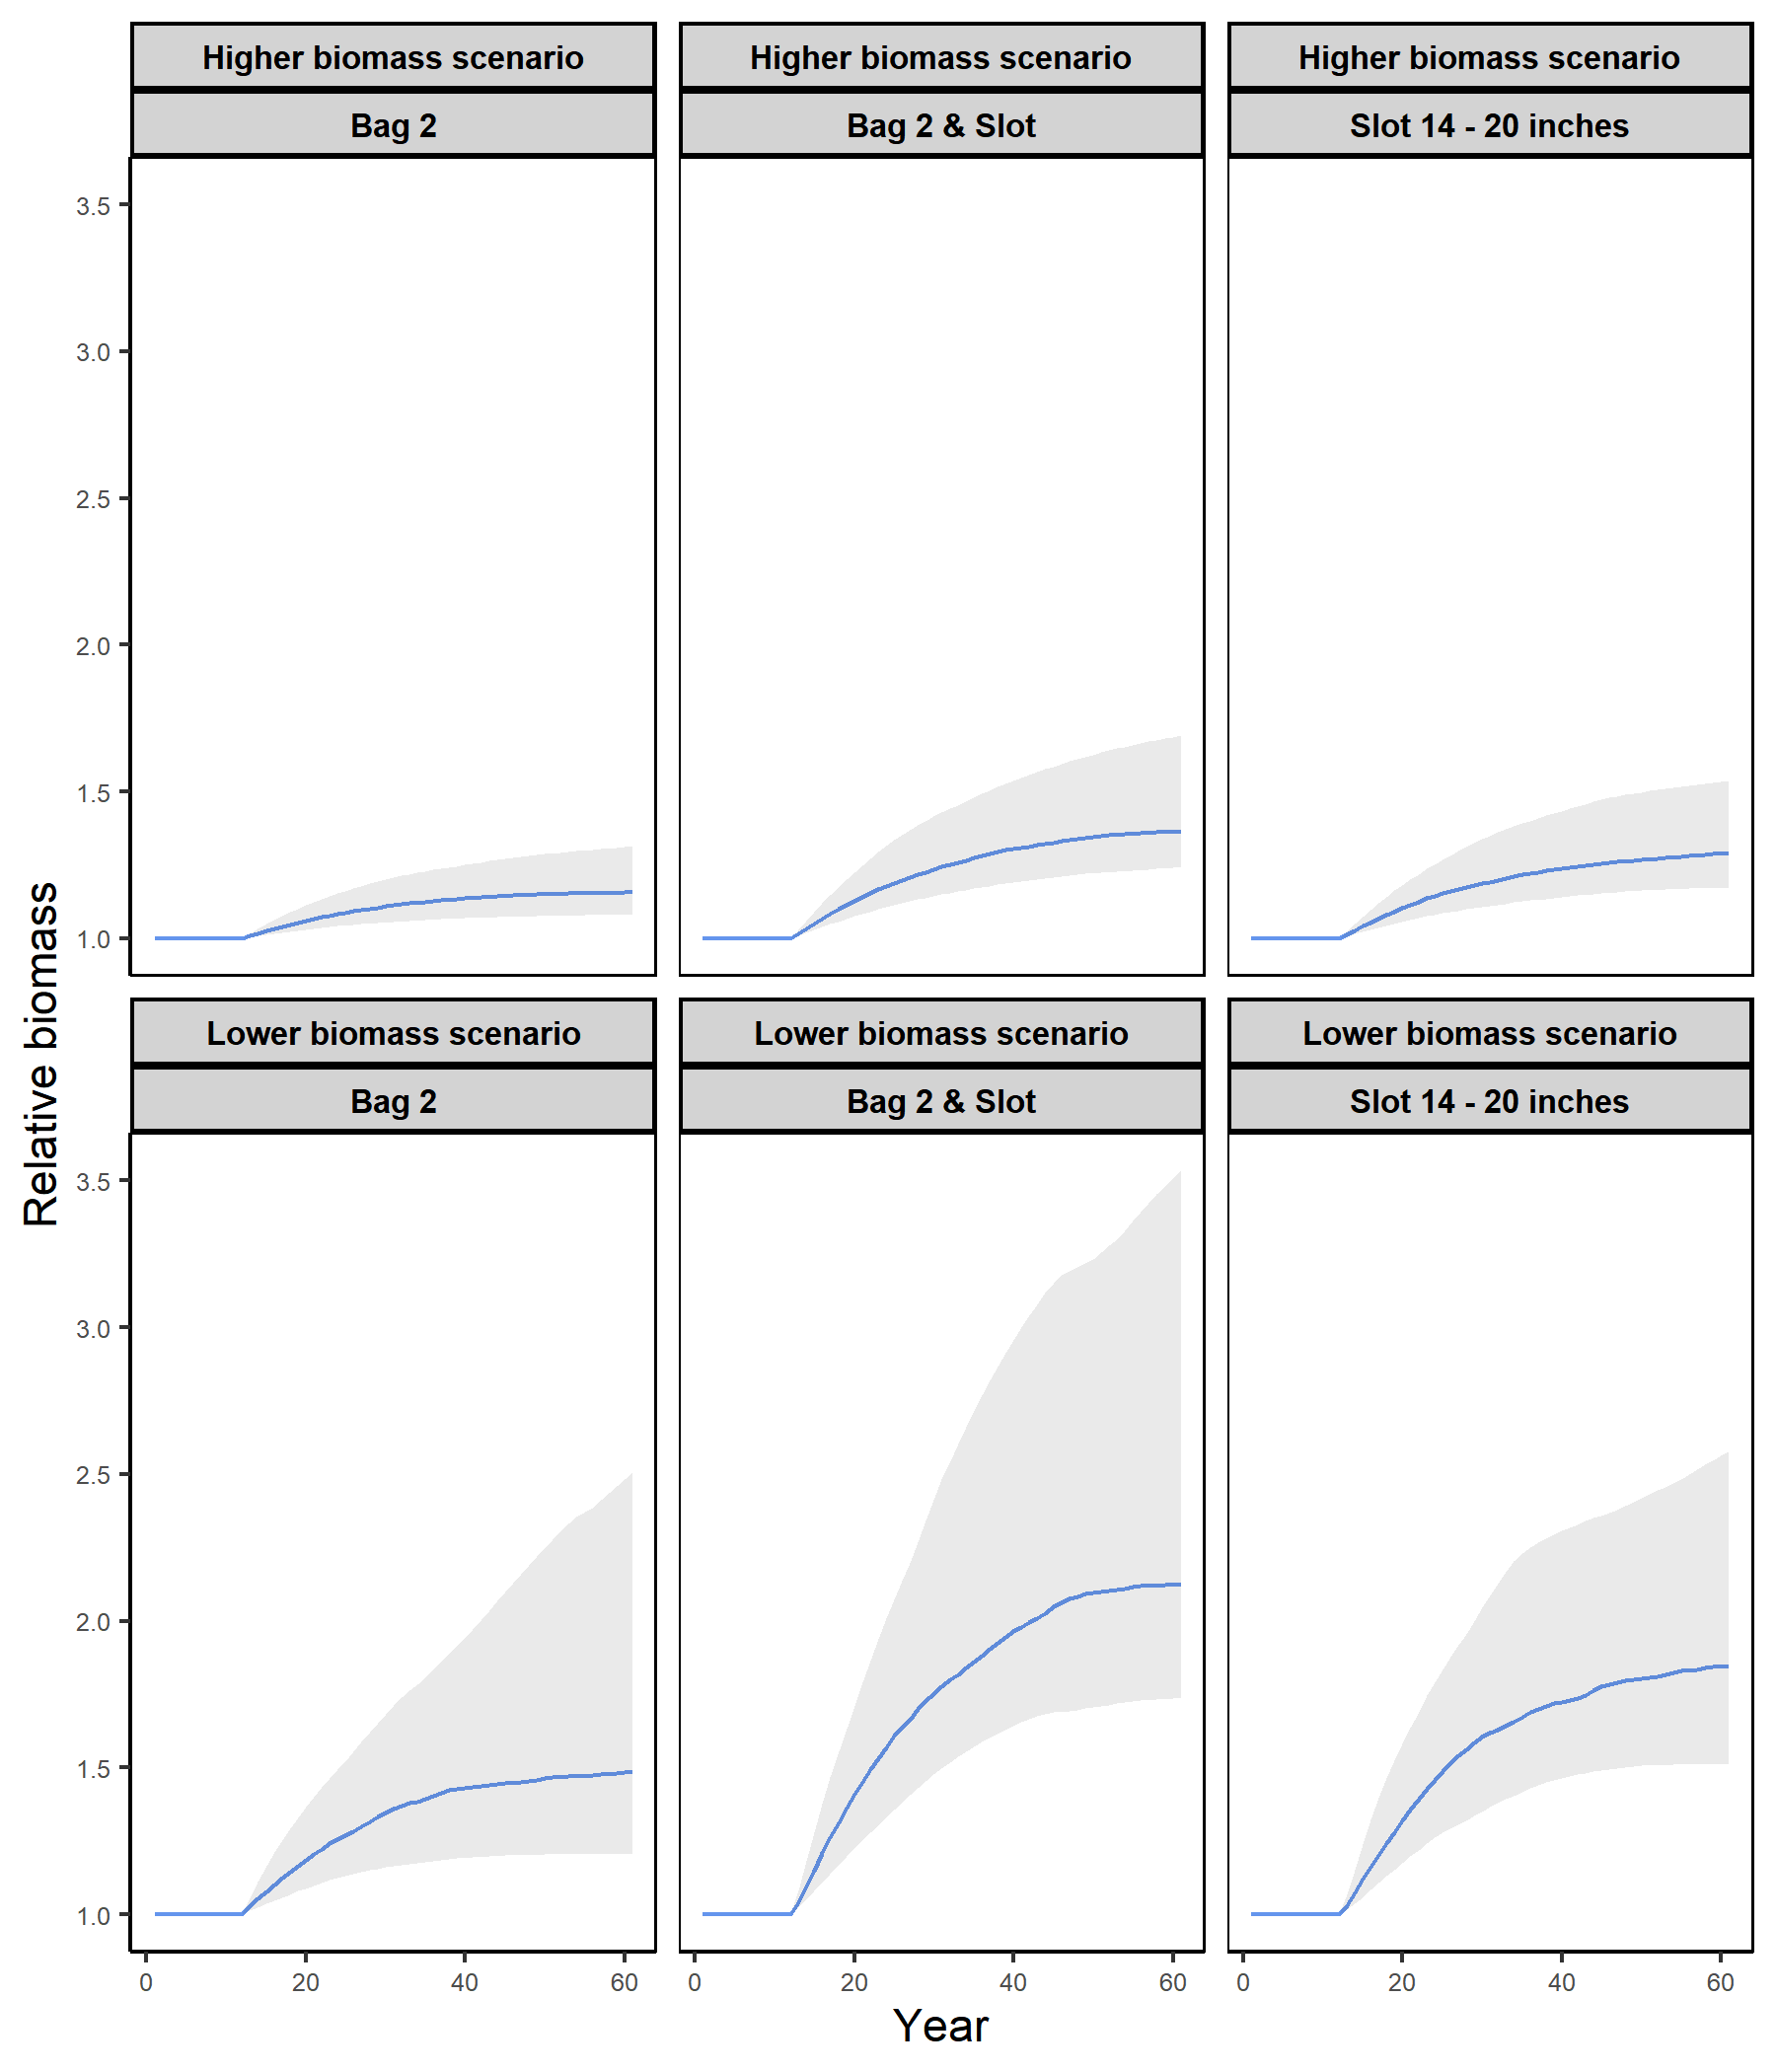 Higher biomass scenario
Higher biomass scenario
Higher biomass scenario
Bag 2
Bag 2 & Slot
Slot 14 - 20 inches
3.5
3.0
2.5
2.0
1.5
1.0
Lower biomass scenario
Lower biomass scenario
Lower biomass scenario
Bag 2
Bag 2 & Slot
Slot 14 - 20 inches
3.5
3.0
2.5
2.0
1.5
1.0
0 20 40 60
0 20 40 60
0 20 40 60
Year
Relative biomass